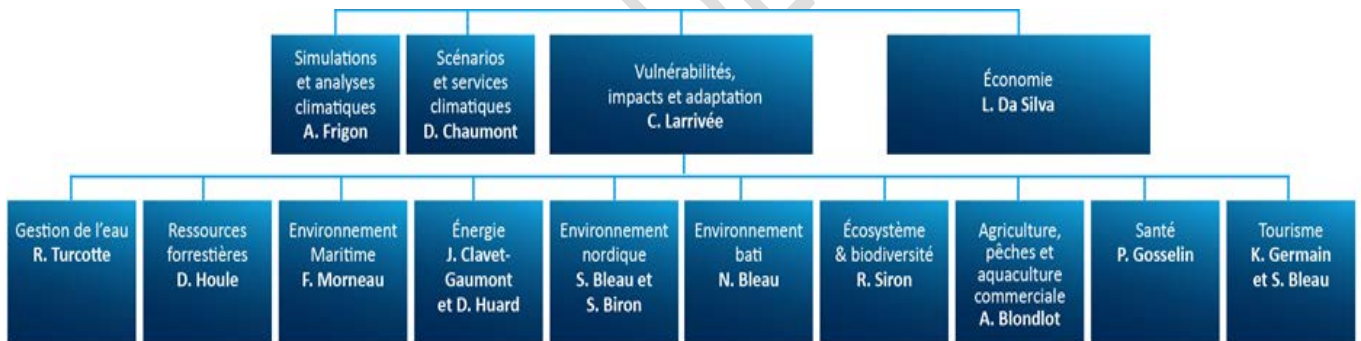 Simulations
et analyses
climatiques
A. Frigon
Scénarios
et services
climatiques
D. Chaumont
Vulnérabilités,
impacts et adaptation
C. Larrivée
Économie
L. Da Silva
Gestion de l'eau
R. Turcotte
Ressources
forrestières
D. Houle
Environnement
Maritime
F. Morneau
Énergie
J. Clavet-
Gaumont
et D. Huard
Environnement
nordique
S. Bleau et
S. Biron
Environnement
bati
N. Bleau
Écosystème
& biodiversité
R. Siron
Agriculture,
pêches et
aquaculture
commerciale
A. Blondlot
Santé
P. Gosselin
Tourisme
K. Germain
et S. Bleau